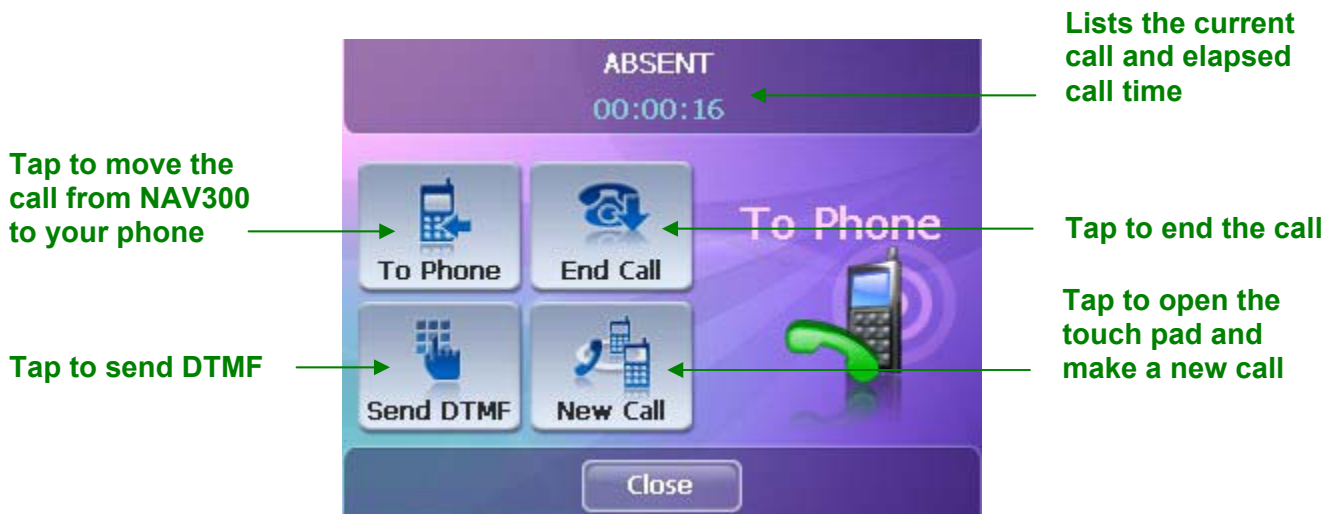 Lists the current
call and elapsed
call time
ABSENT
00:00:16
Tap to move the
call from NAV300
to your phone
To Phone
End Call
To Phone
Tap to end the call
Tap to open the
touch pad and
make a new call
Tap to send DTMF
Send DTMF
New Call
Close